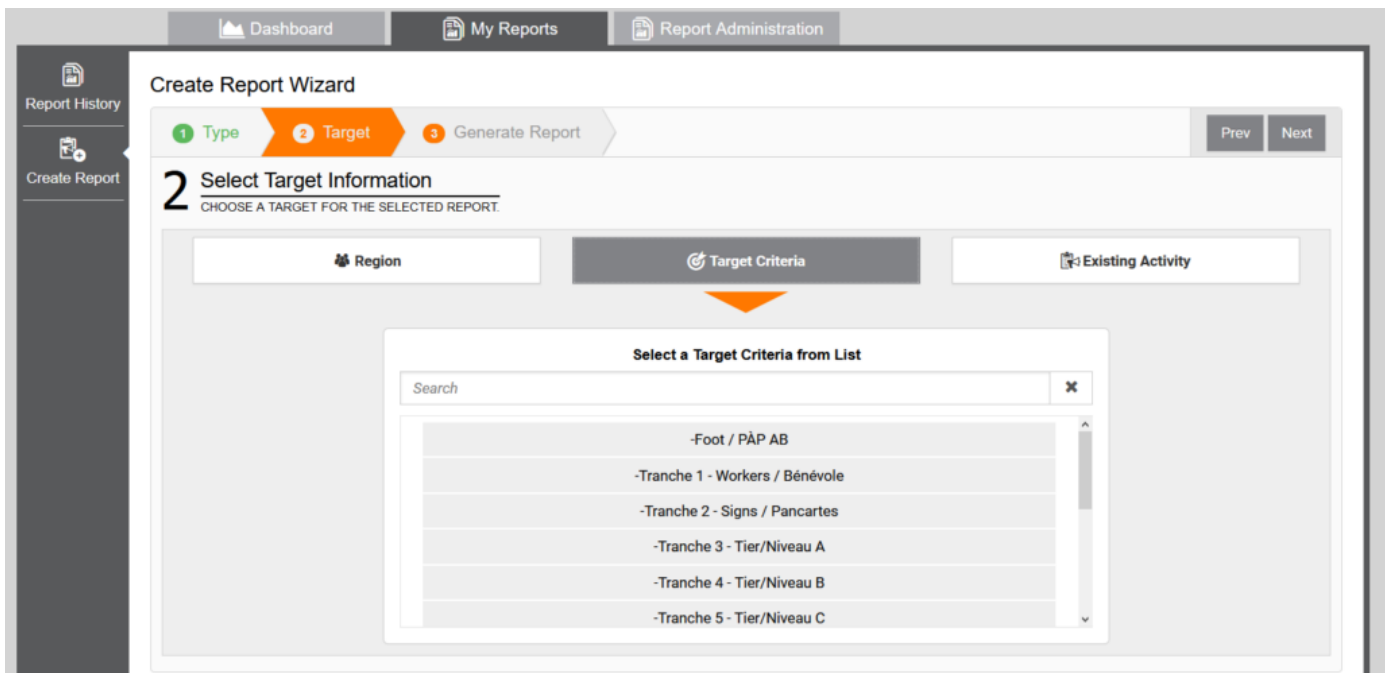 Dashboard My Reports Report Administration
Report History
Create Report
Create Report Wizard
1 Type 2 Target 3 Generate Report Prev Next
2 Select Target Information
CHOOSE A TARGET FOR THE SELECTED REPORT.
Region Target Criteria Existing Activity
Select a Target Criteria from List
Search
-Foot / PÀP AB
-Tranche 1 - Workers / Bénévole
-Tranche 2 - Signs / Pancartes
-Tranche 3 - Tier/Niveau A
-Tranche 4 - Tier/Niveau B
-Tranche 5 - Tier/Niveau C